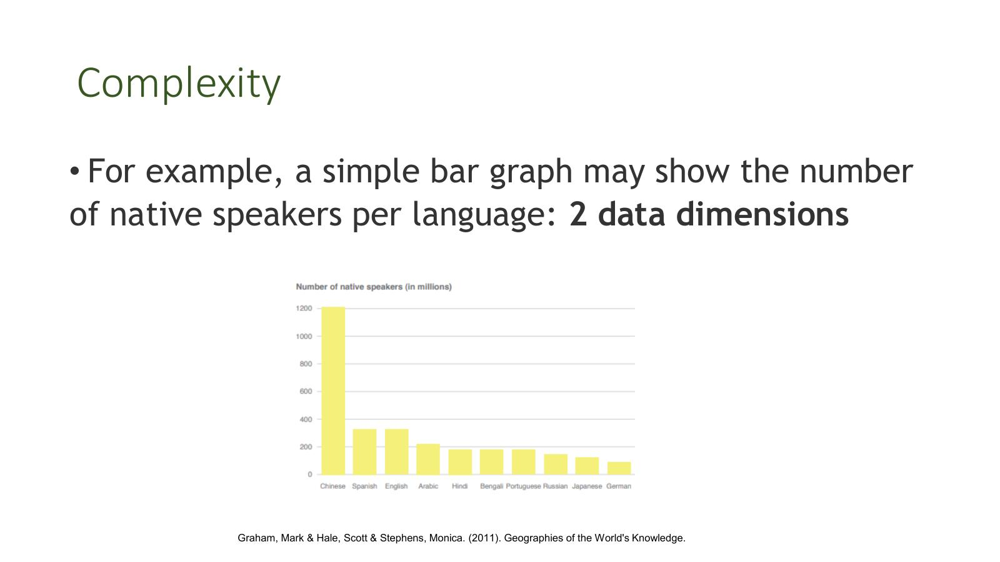 Complexity
• For example, a simple bar graph may show the number
of native speakers per language: 2 data dimensions
Number of native speakers (in millions)
1200
1000
800
600
400
200
0
Chinese Spanish English Arabic Hindi Bengali Portuguese Russian Japanese German
Graham, Mark & Hale, Scott & Stephens, Monica. (2011). Geographies of the World's Knowledge.